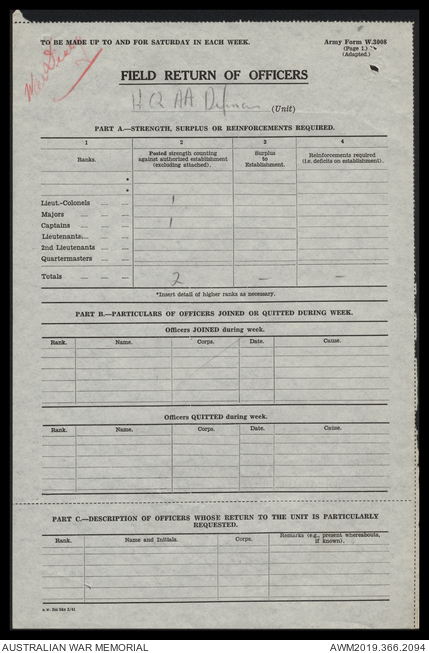 TO BE MADE UP TO AND FOR SATURDAY IN EACH WEEK.
Army Form W.3008
(Page 1.)
(Adapted.)
FIELD RETURN OF OFFICERS
H.Q AA Defences (Unit)
PART A.—STRENGTH, SURPLUS OR REINFORCEMENTS REQUIRED.
1 2 3 4
Ranks. Posted strength counting against authorized establishment (excluding attached). Surplus to Establishment. Reinforcements required (i.e. deficits on establishment).
*
*
Lieut.-Colonels 1
Majors
Captains 1
Lieutenants
2nd Lieutenants
Quartermasters
Totals 2 — —
*Insert detail of higher ranks as necessary.
PART B.—PARTICULARS OF OFFICERS JOINED OR QUITTED DURING WEEK.
Officers JOINED during week.
Rank. Name. Corps. Date. Cause.
Officers QUITTED during week.
Rank. Name. Corps. Date. Cause.
PART C.—DESCRIPTION OF OFFICERS WHOSE RETURN TO THE UNIT IS PARTICULARLY
REQUESTED.
Rank. Name and Initials. Corps. Remarks (e.g., present whereabouts, if known).
AUSTRALIAN WAR MEMORIAL AWM2019.366.2094